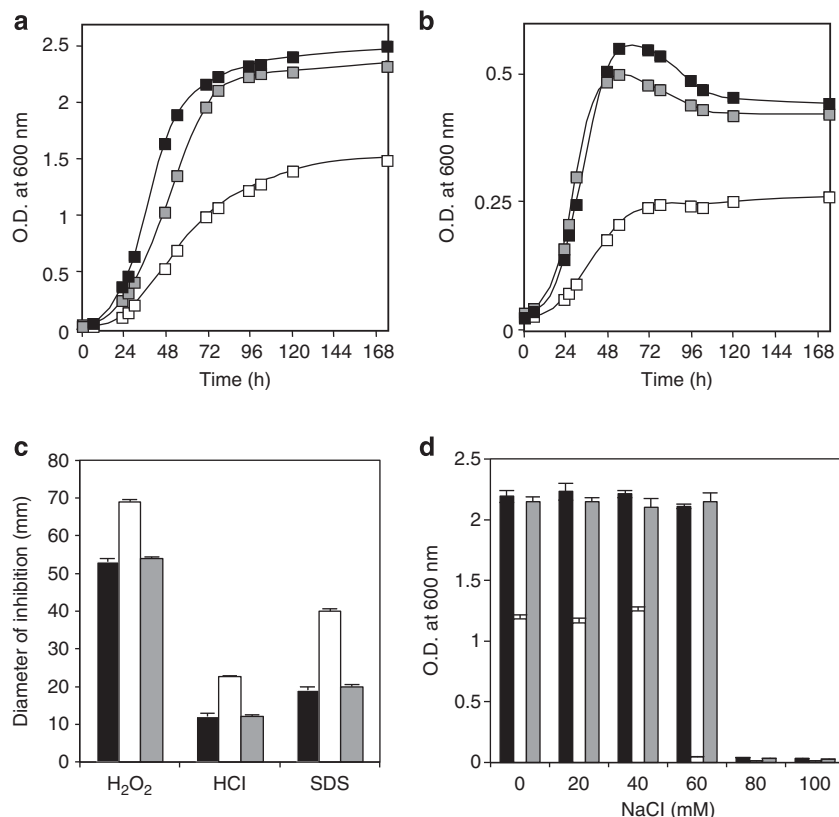 a
2.5
2
1.5
1
0.5
0
O.D. at 600 nm
0 24 48 72 96 120 144 168
Time (h)
b
0.5
0.25
0
O.D. at 600 nm
0 24 48 72 96 120 144 168
Time (h)
c
80
70
60
50
40
30
20
10
0
Diameter of inhibition (mm)
H₂O₂ HCl SDS
d
2.5
2
1.5
1
0.5
0
O.D. at 600 nm
0 20 40 60 80 100
NaCl (mM)